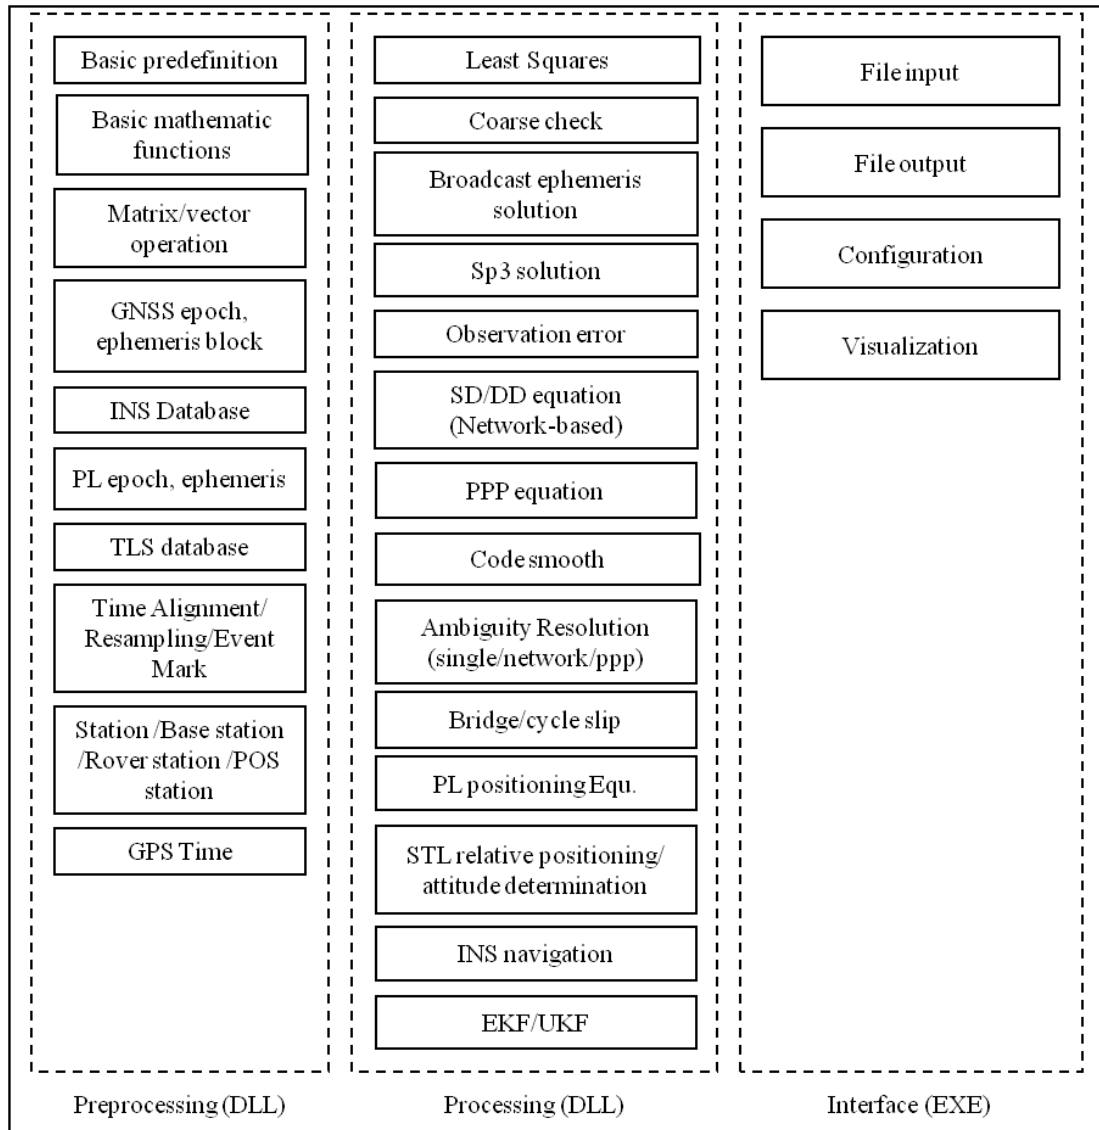 Basic predefinition
Basic mathematic
functions
Matrix/vector
operation
GNSS epoch,
ephemeris block
INS Database
PL epoch, ephemeris
TLS database
Time Alignment/
Resampling/Event
Mark
Station /Base station
/Rover station /POS
station
GPS Time
Preprocessing (DLL)
Least Squares
Coarse check
Broadcast ephemeris
solution
Sp3 solution
Observation error
SD/DD equation
(Network-based)
PPP equation
Code smooth
Ambiguity Resolution
(single/network/ppp)
Bridge/cycle slip
PL positioning Equ.
STL relative positioning/
attitude determination
INS navigation
EKF/UKF
Processing (DLL)
File input
File output
Configuration
Visualization
Interface (EXE)